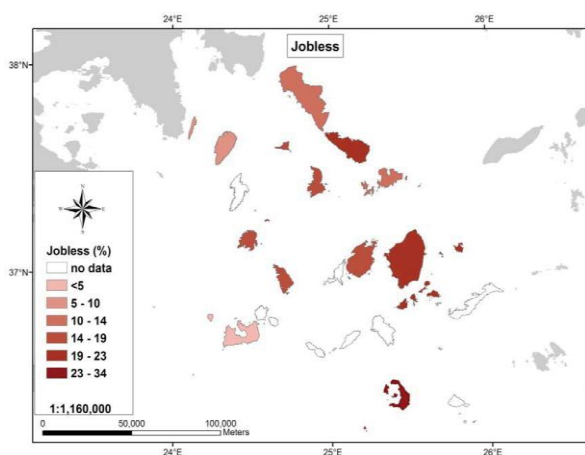 24°E 25°E 26°E
Jobless
38°N
N
W E
S
Jobless (%)
no data
<5
5 - 10
10 - 14
14 - 19
19 - 23
23 - 34
37°N
1:1,160,000
0 50,000 100,000
Meters
24°E 25°E 26°E